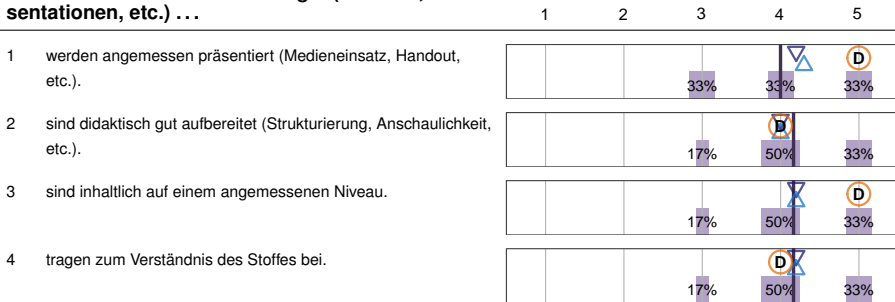 sentationen, etc.) ... 1 2 3 4 5
1 werden angemessen präsentiert (Medieneinsatz, Handout,
etc.).
D
33% 33% 33%
2 sind didaktisch gut aufbereitet (Strukturierung, Anschaulichkeit,
etc.).
D
17% 50% 33%
3 sind inhaltlich auf einem angemessenen Niveau.
D
17% 50% 33%
4 tragen zum Verständnis des Stoffes bei.
D
17% 50% 33%